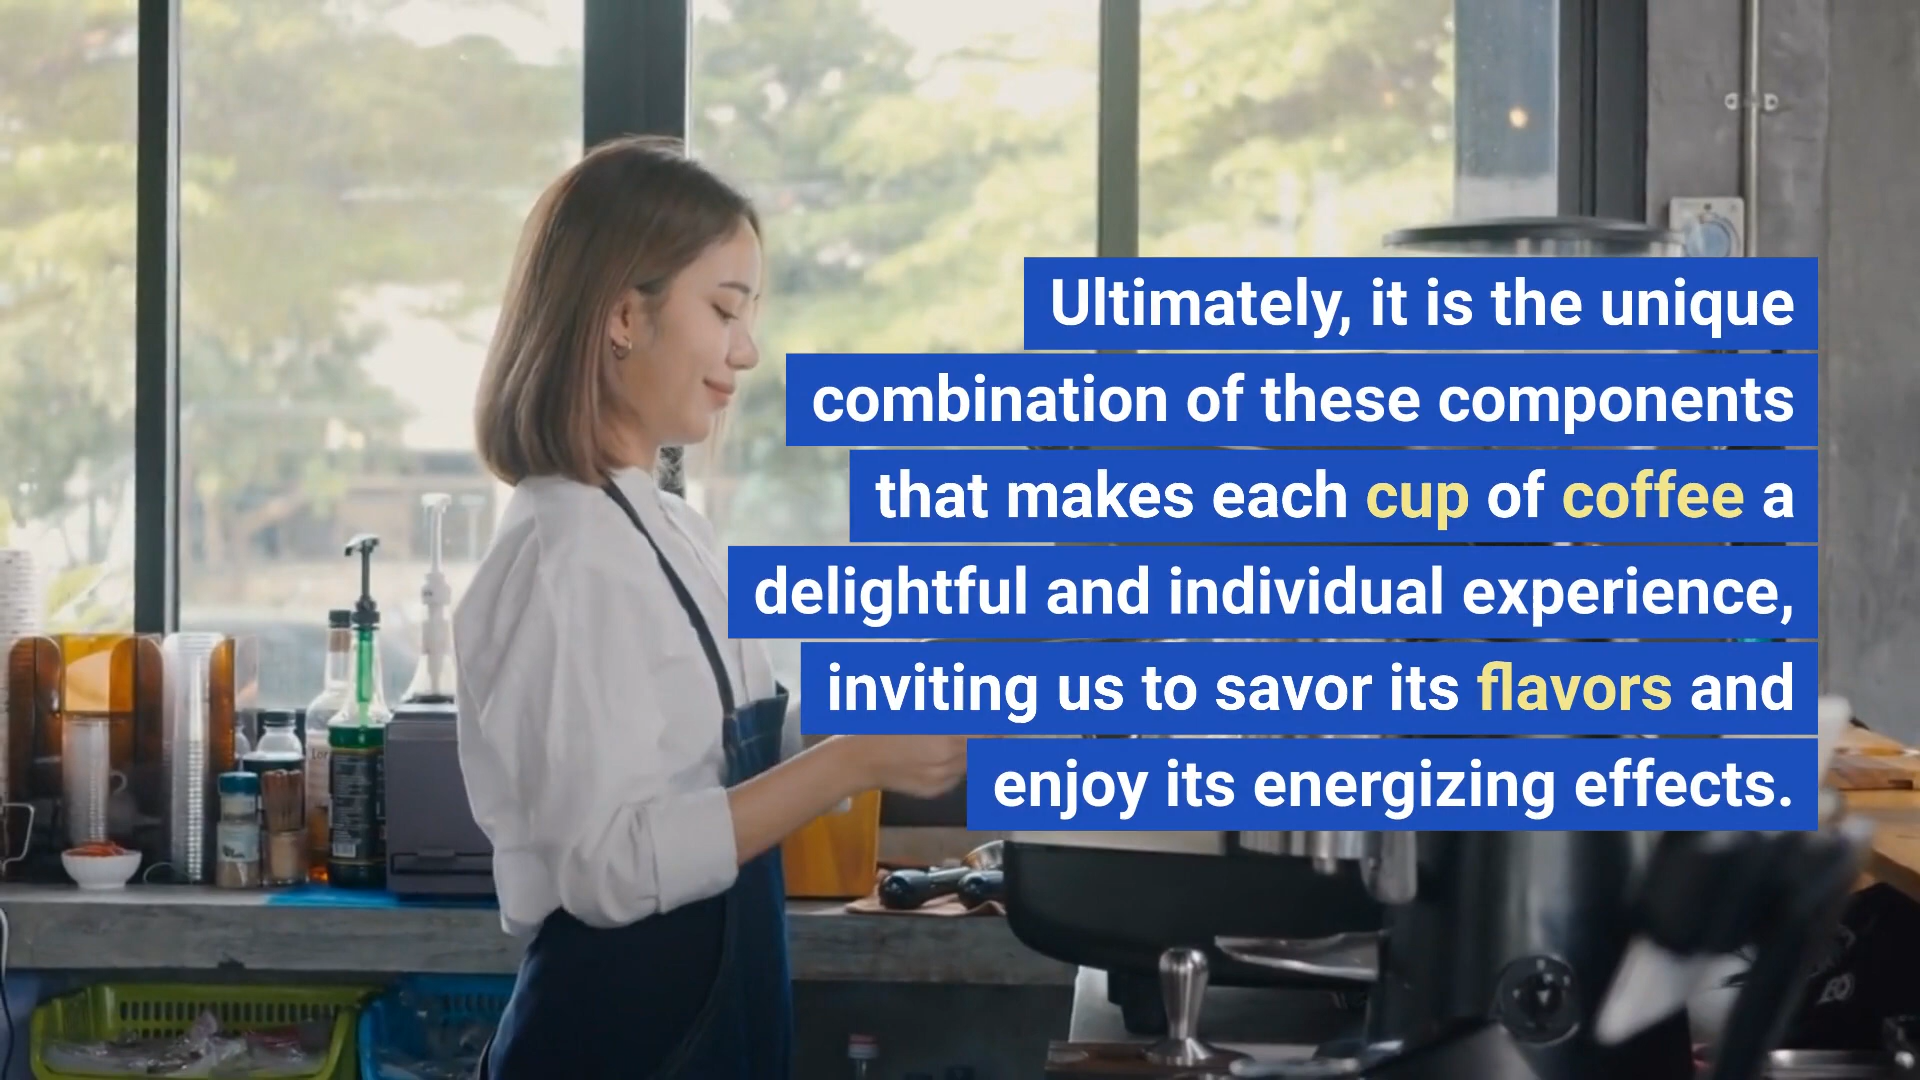 Ultimately, it is the unique
combination of these components
that makes each cup of coffee a
delightful and individual experience,
inviting us to savor its flavors and
enjoy its energizing effects.